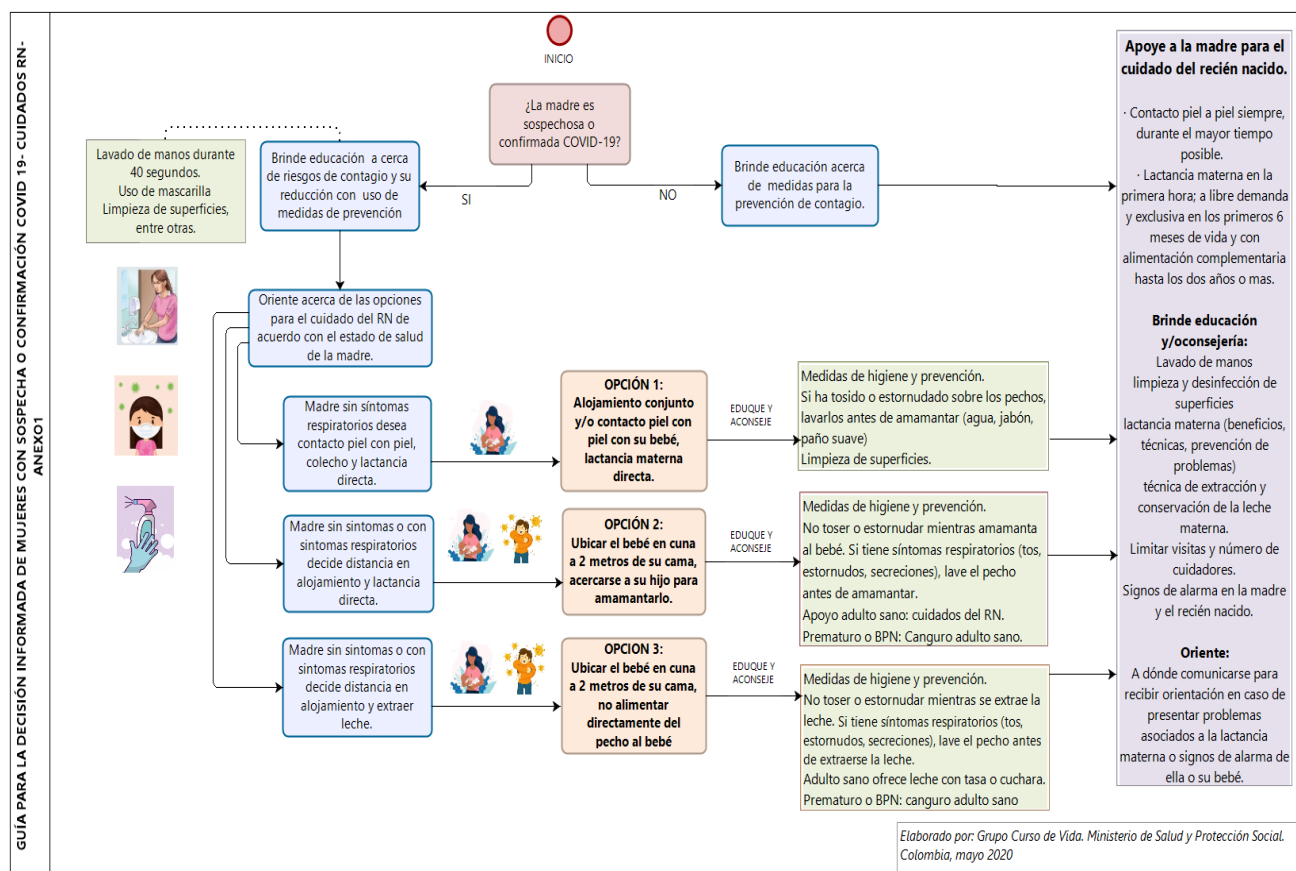 GUÍA PARA LA DECISIÓN INFORMADA DE MUJERES CON SOSPECHA O CONFIRMACIÓN COVID 19- CUIDADOS RN-
ANEXO1
INICIO
¿La madre es
sospechosa o
confirmada COVID-19?
SI
NO
Lavado de manos durante
40 segundos.
Uso de mascarilla
Limpieza de superficies,
entre otras.
Brinde educación a cerca
de riesgos de contagio y su
reducción con uso de
medidas de prevención
Brinde educación acerca
de medidas para la
prevención de contagio.
Oriente acerca de las opciones
para el cuidado del RN de
acuerdo con el estado de salud
de la madre.
Madre sin síntomas
respiratorios desea
contacto piel con piel,
colecho y lactancia
directa.
OPCIÓN 1:
Alojamiento conjunto
y/o contacto piel con
piel con su bebé,
lactancia materna
directa.
EDUQUE Y
ACONSEJE
Medidas de higiene y prevención.
Si ha tosido o estornudado sobre los pechos,
lavarlos antes de amamantar (agua, jabón,
paño suave)
Limpieza de superficies.
Madre sin sintomas o con
sintomas respiratorios
decide distancia en
alojamiento y lactancia
directa.
OPCIÓN 2:
Ubicar el bebé en cuna
a 2 metros de su cama,
acercarse a su hijo para
amamantarlo.
EDUQUE Y
ACONSEJE
Medidas de higiene y prevención.
No toser o estornudar mientras amamanta
al bebé. Si tiene síntomas respiratorios (tos,
estornudos, secreciones), lave el pecho
antes de amamantar.
Apoyo adulto sano: cuidados del RN.
Prematuro o BPN: Canguro adulto sano.
Madre sin sintomas o con
sintomas respiratorios
decide distancia en
alojamiento y extraer
leche.
OPCION 3:
Ubicar el bebé en cuna
a 2 metros de su cama,
no alimentar
directamente del
pecho al bebé
EDUQUE Y
ACONSEJE
Medidas de higiene y prevención.
No toser o estornudar mientras se extrae la
leche. Si tiene síntomas respiratorios (tos,
estornudos, secreciones), lave el pecho antes
de extraerse la leche.
Adulto sano ofrece leche con tasa o cuchara.
Prematuro o BPN: canguro adulto sano
Apoye a la madre para el
cuidado del recién nacido.
· Contacto piel a piel siempre,
durante el mayor tiempo
posible.
· Lactancia materna en la
primera hora; a libre demanda
y exclusiva en los primeros 6
meses de vida y con
alimentación complementaria
hasta los dos años o mas.
Brinde educación
y/oconsejería:
Lavado de manos
limpieza y desinfección de
superficies
lactancia materna (beneficios,
técnicas, prevención de
problemas)
técnica de extracción y
conservación de la leche
materna.
Limitar visitas y número de
cuidadores.
Signos de alarma en la madre
y el recién nacido.
Oriente:
A dónde comunicarse para
recibir orientación en caso de
presentar problemas
asociados a la lactancia
materna o signos de alarma de
ella o su bebé.
Elaborado por: Grupo Curso de Vida. Ministerio de Salud y Protección Social.
Colombia, mayo 2020